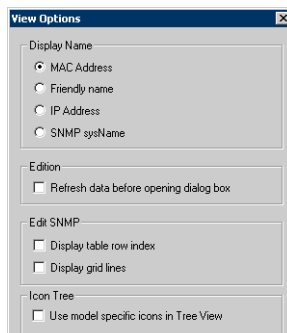 View Options
Display Name
MAC Address
Friendly name
IP Address
SNMP sysName
Edition
Refresh data before opening dialog box
Edit SNMP
Display table row index
Display grid lines
Icon Tree
Use model specific icons in Tree View